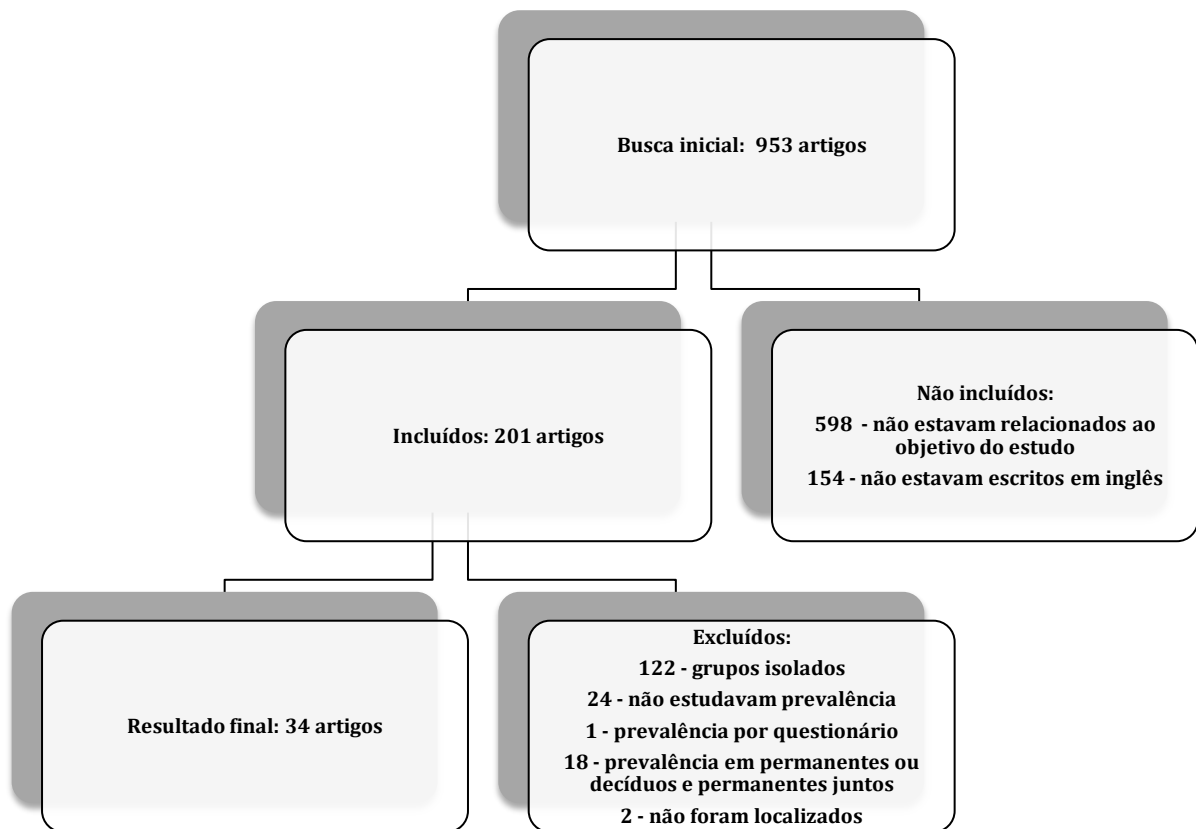 Busca inicial:  953 artigos
Incluídos: 201 artigos
Não incluídos:
598  - não estavam relacionados ao
objetivo do estudo
154 - não estavam escritos em inglês
Resultado final: 34 artigos
Excluídos:
122 - grupos isolados
24 - não estudavam prevalência
1 - prevalência por questionário
18 - prevalência em permanentes ou
decíduos e permanentes juntos
2 - não foram localizados